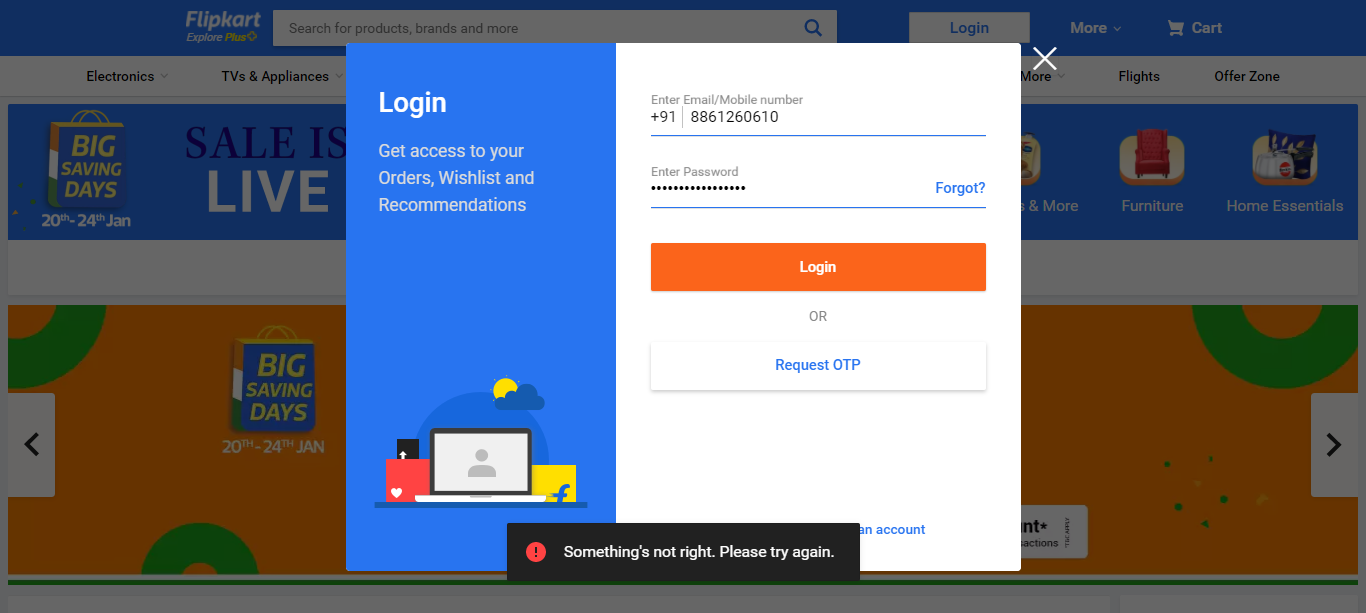 Flipkart
Explore Plus
Search for products, brands and more
Login
More
Cart
Electronics
TVs & Appliances
More
Flights
Offer Zone
BIG
SAVING
DAYS
20th - 24th Jan
SALE IS
LIVE
s & More
Furniture
Home Essentials
Login
Get access to your
Orders, Wishlist and
Recommendations
Enter Email/Mobile number
+91 8861260610
Enter Password
•••••••••••••••••
Forgot?
Login
OR
Request OTP
an account
BIG
SAVING
DAYS
20TH - 24TH JAN
nt*
*T&C APPLY
sactions
Something's not right. Please try again.